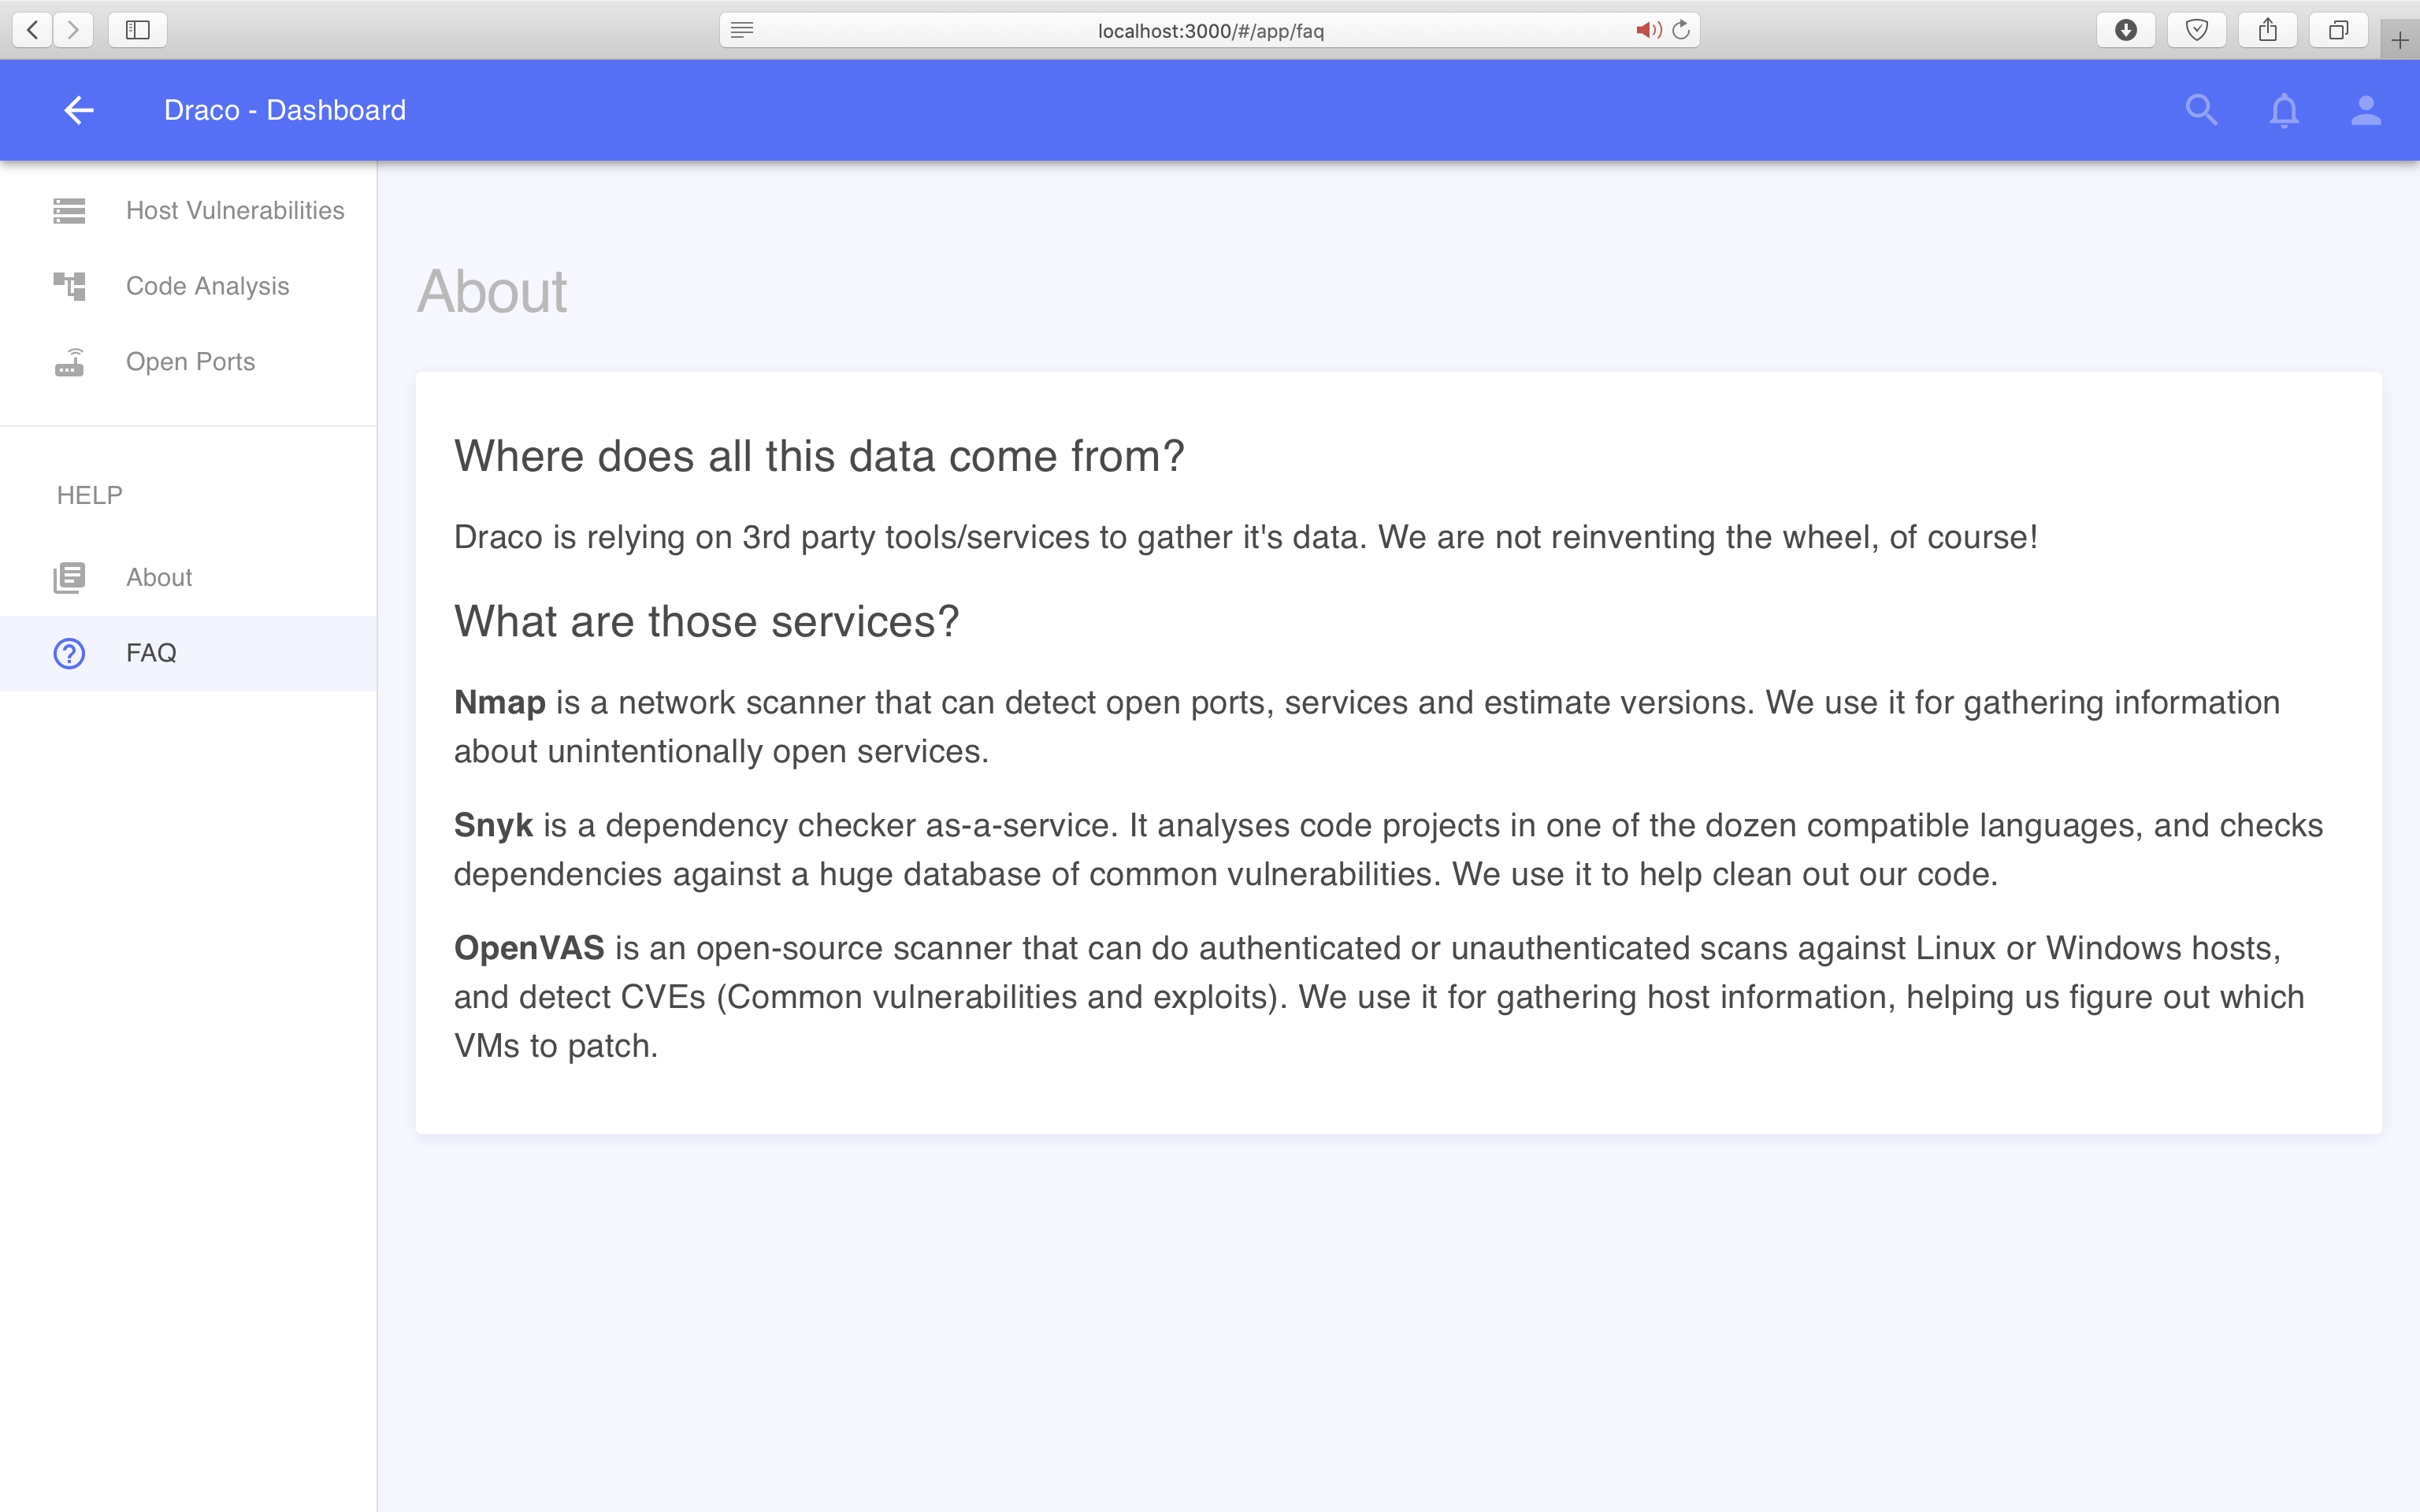 localhost:3000/#/app/faq
Draco - Dashboard
Host Vulnerabilities
Code Analysis
Open Ports
HELP
About
FAQ
About
Where does all this data come from?
Draco is relying on 3rd party tools/services to gather it's data. We are not reinventing the wheel, of course!
What are those services?
Nmap is a network scanner that can detect open ports, services and estimate versions. We use it for gathering information
about unintentionally open services.
Snyk is a dependency checker as-a-service. It analyses code projects in one of the dozen compatible languages, and checks
dependencies against a huge database of common vulnerabilities. We use it to help clean out our code.
OpenVAS is an open-source scanner that can do authenticated or unauthenticated scans against Linux or Windows hosts,
and detect CVEs (Common vulnerabilities and exploits). We use it for gathering host information, helping us figure out which
VMs to patch.